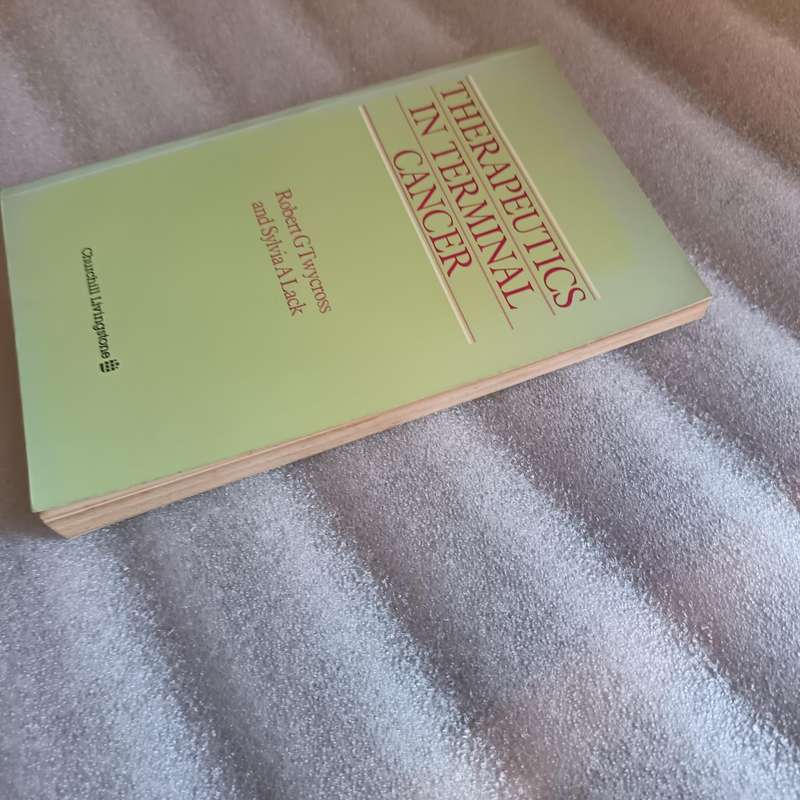 THERAPEUTICS
IN TERMINAL
CANCER
Robert G Twycross
and Sylvia A Lack
Churchill Livingstone